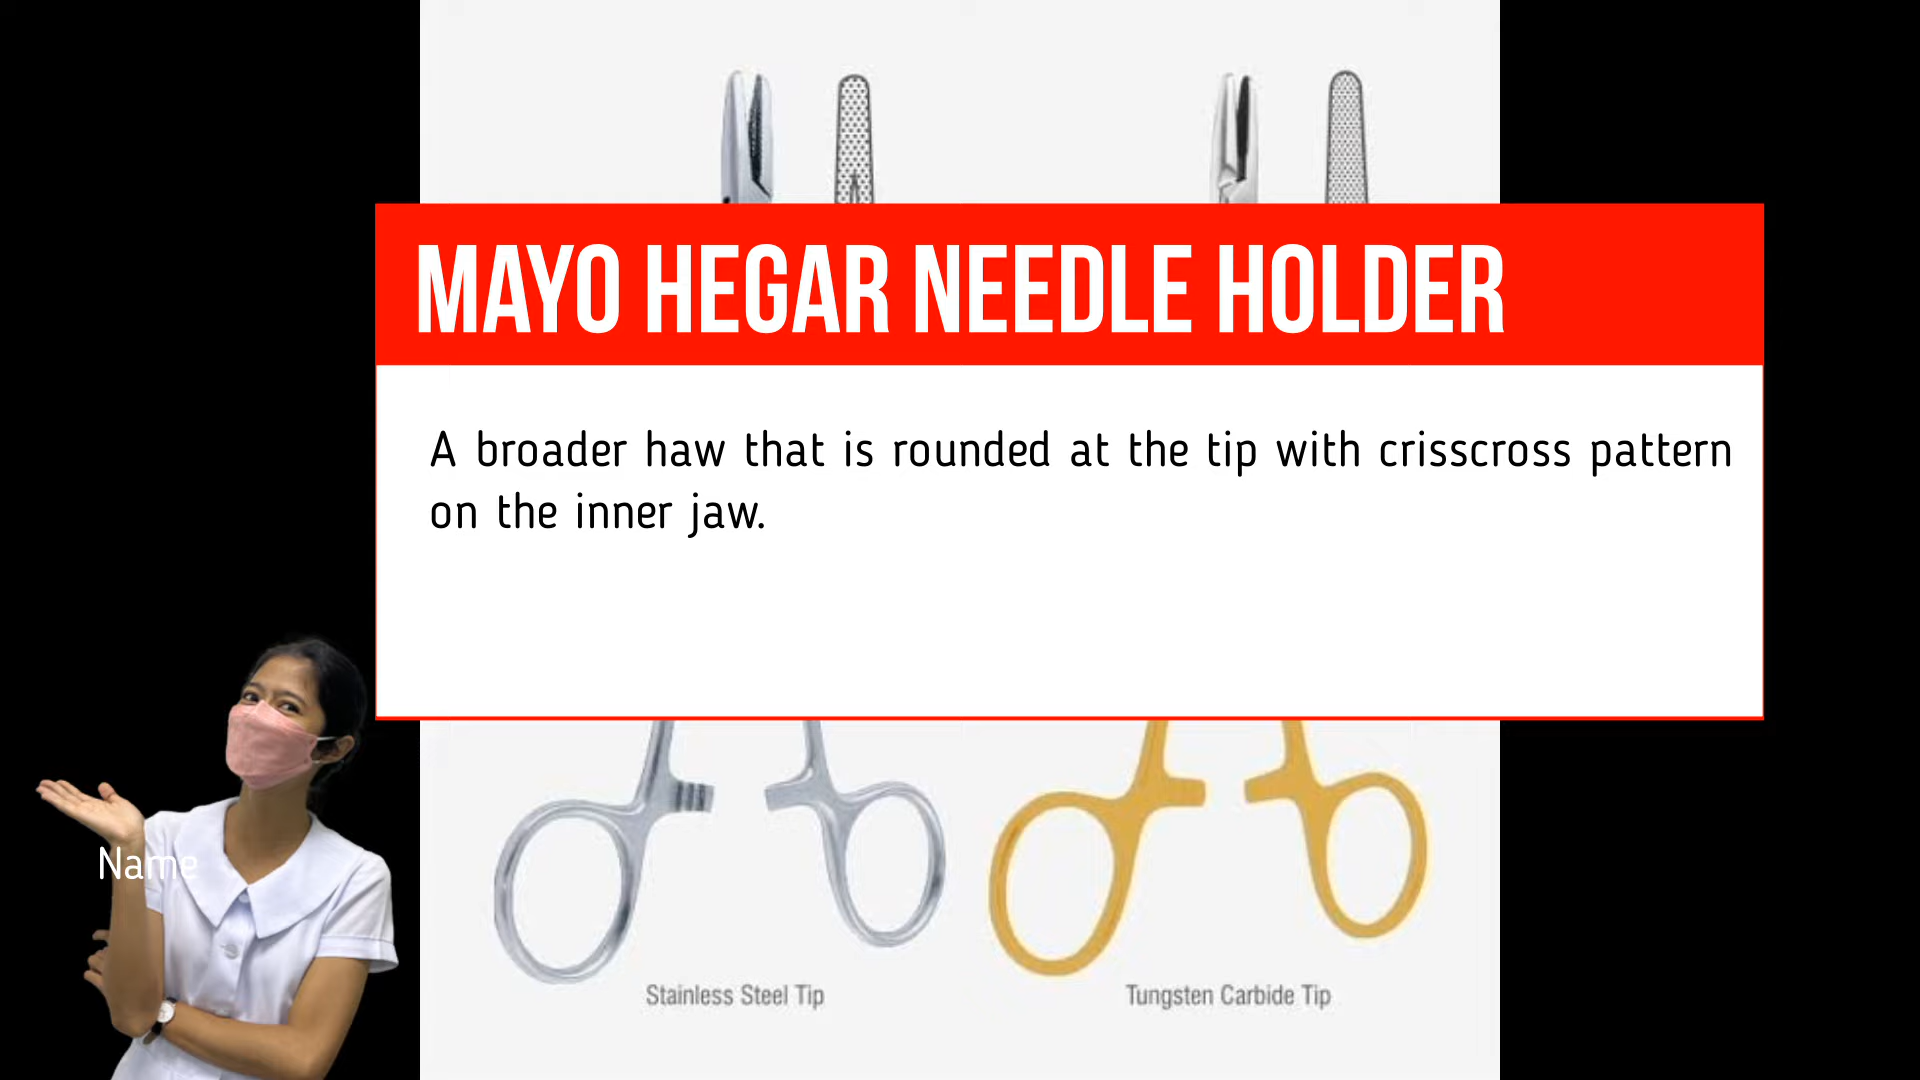 MAYO HEGAR NEEDLE HOLDER
A broader haw that is rounded at the tip with crisscross pattern
on the inner jaw.
Name
Stainless Steel Tip
Tungsten Carbide Tip